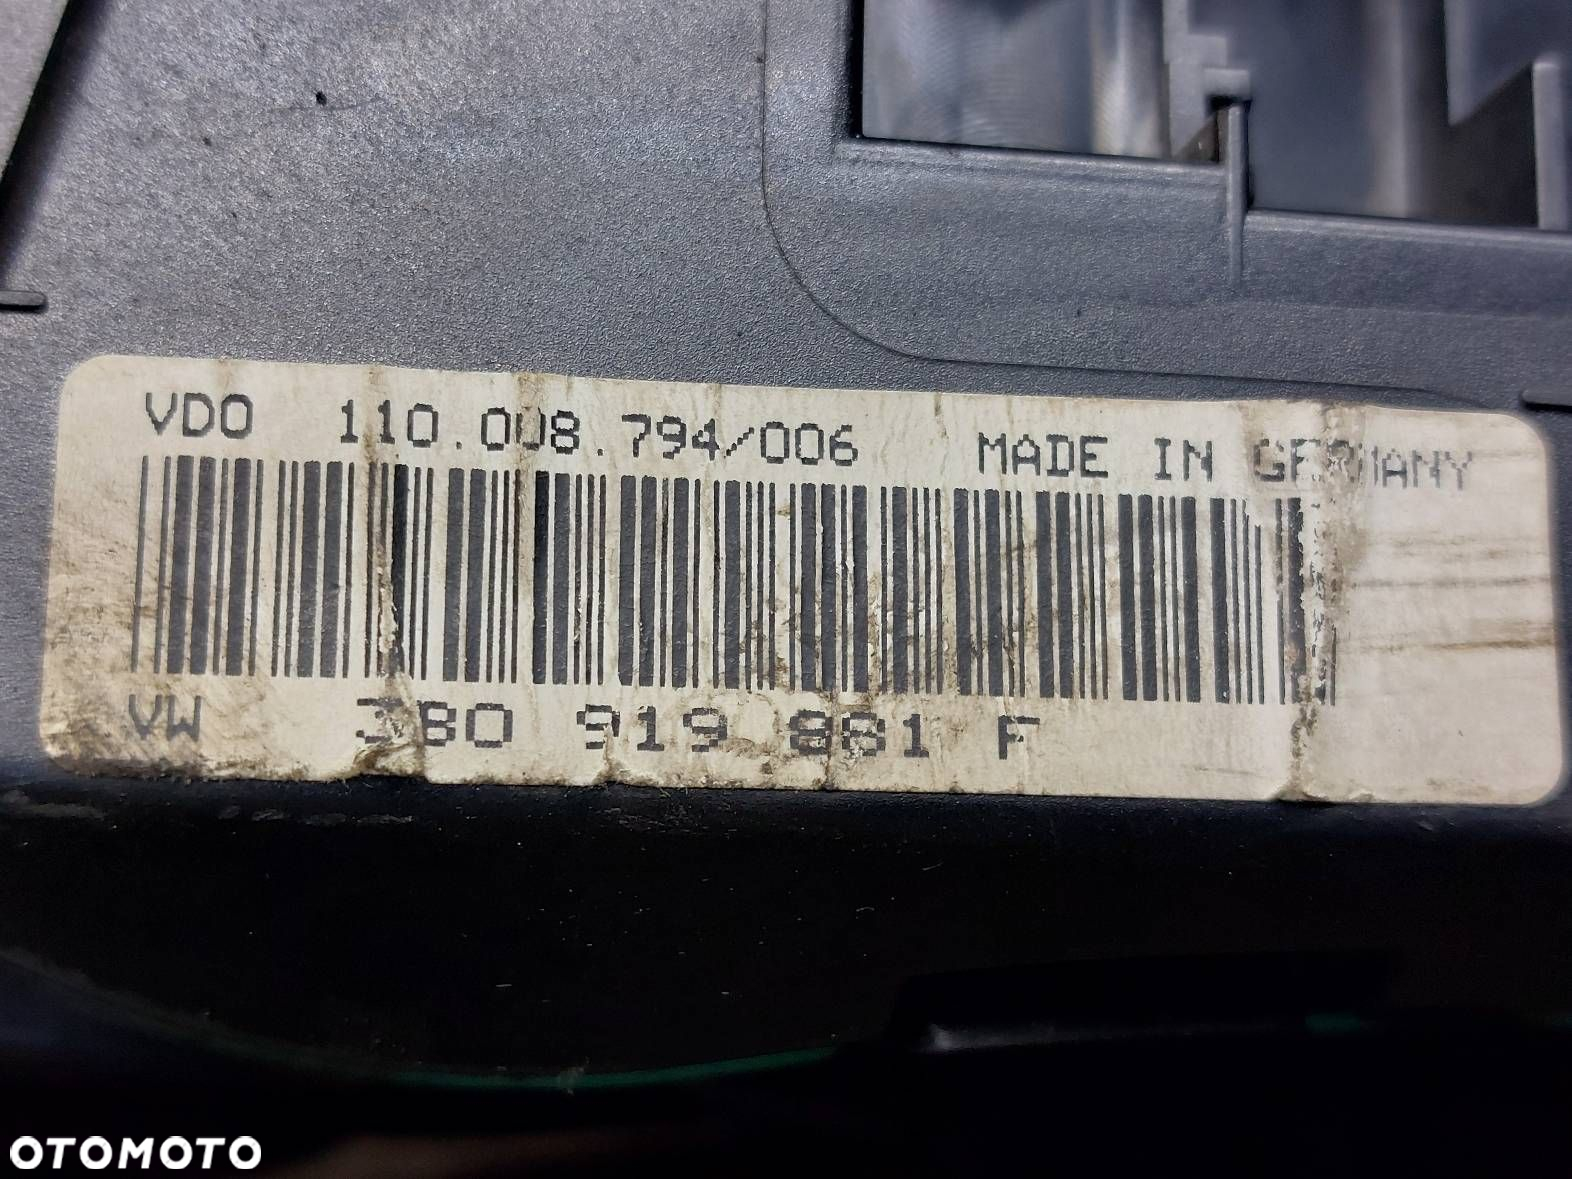 VDO 110.008.794/006 MADE IN GERMANY
VW 3B0 919 881 F
OTOMOTO